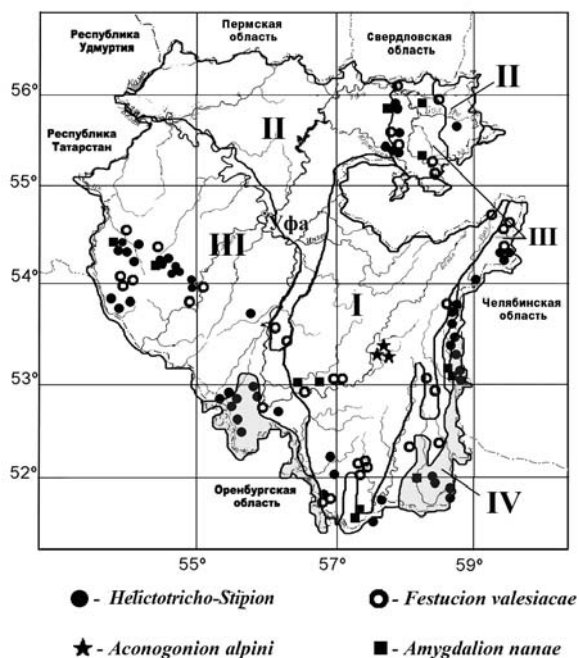 Пермская
область
Свердловская
область
Республика
Удмуртия
56°
II
II
Республика
Татарстан
55°
Уфа
III
III
54°
I
Челябинская
область
53°
52°
Оренбургская
область
IV
55°
57°
59°
- Helictotricho-Stipion
- Festucion valesiacae
- Aconogonion alpini
- Amygdalion nanae